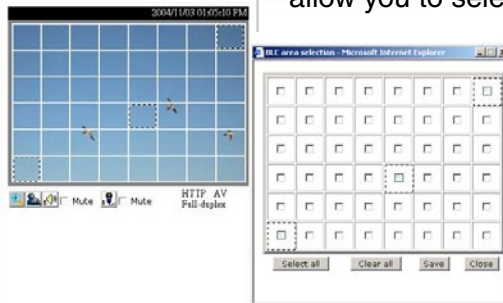 allow you to selec
2004/11/03 01:05:10 PM
BLC area selection - Microsoft Internet Explorer
Mute
Mute
HTTP AV
Full-duplex
Select all
Clear all
Save
Close